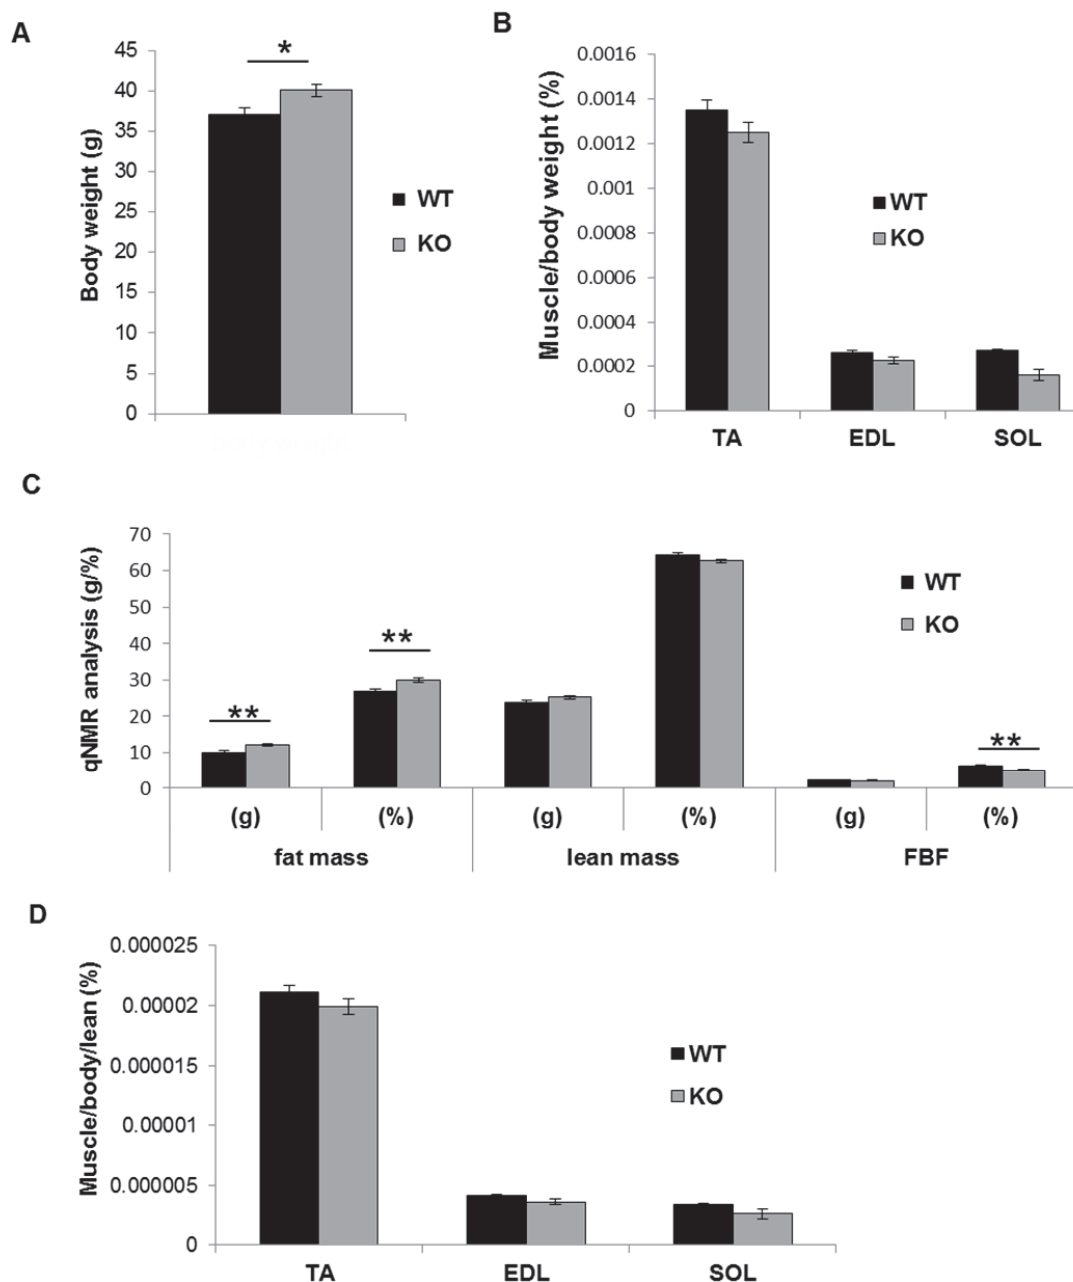 A
Body weight (g)
45
40
35
30
25
20
15
10
5
0
*
WT
KO
B
Muscle/body weight (%)
0.0016
0.0014
0.0012
0.001
0.0008
0.0006
0.0004
0.0002
0
WT
KO
TA EDL SOL
C
qNMR analysis (g/%)
70
60
50
40
30
20
10
0
**
**
**
WT
KO
(g) (%) (g) (%) (g) (%)
fat mass lean mass FBF
D
Muscle/body/lean (%)
0.000025
0.00002
0.000015
0.00001
0.000005
0
WT
KO
TA EDL SOL